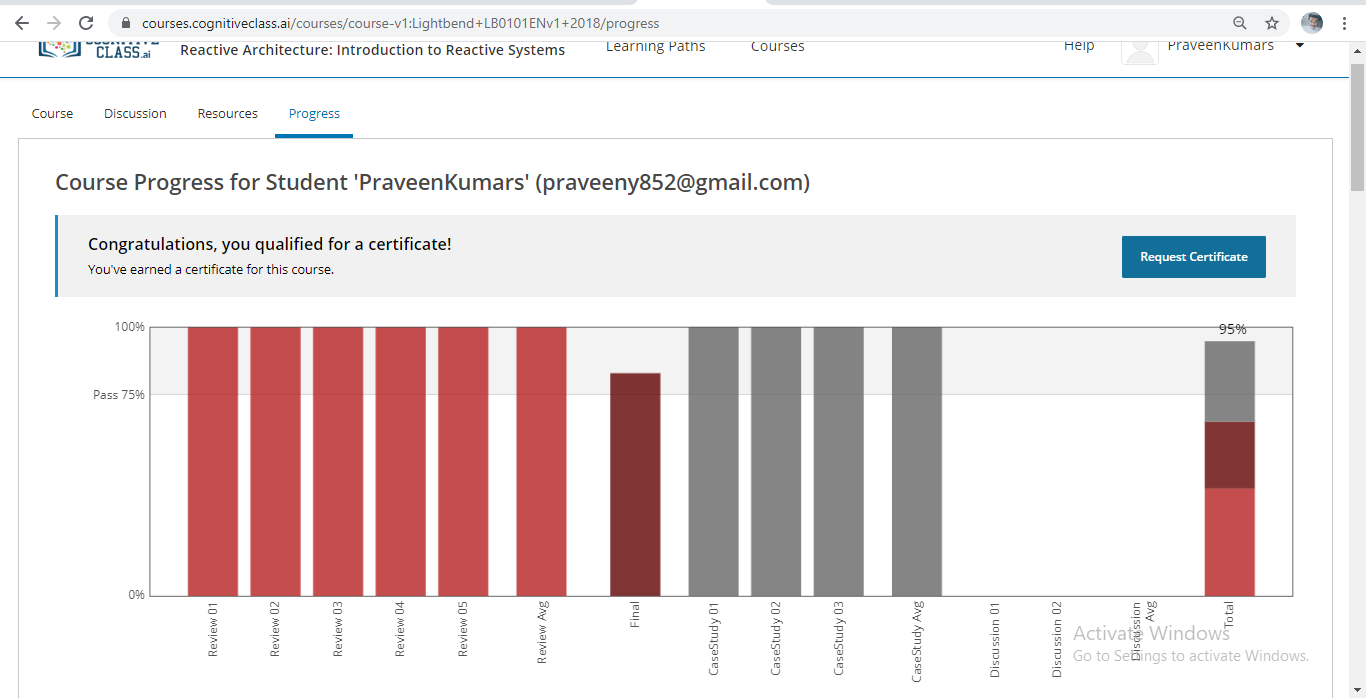 courses.cognitiveclass.ai/courses/course-v1:Lightbend+LB0101ENv1+2018/progress
COGNITIVE
CLASS.ai
Reactive Architecture: Introduction to Reactive Systems
Learning Paths
Courses
Help
PraveenKumars
Course
Discussion
Resources
Progress
Course Progress for Student 'PraveenKumars' (praveeny852@gmail.com)
Congratulations, you qualified for a certificate!
You've earned a certificate for this course.
Request Certificate
100%
Pass 75%
0%
95%
Review 01
Review 02
Review 03
Review 04
Review 05
Review Avg
Final
CaseStudy 01
CaseStudy 02
CaseStudy 03
CaseStudy Avg
Discussion 01
Discussion 02
Discussion
Avg
Total
Activate Windows
Go to Settings to activate Windows.